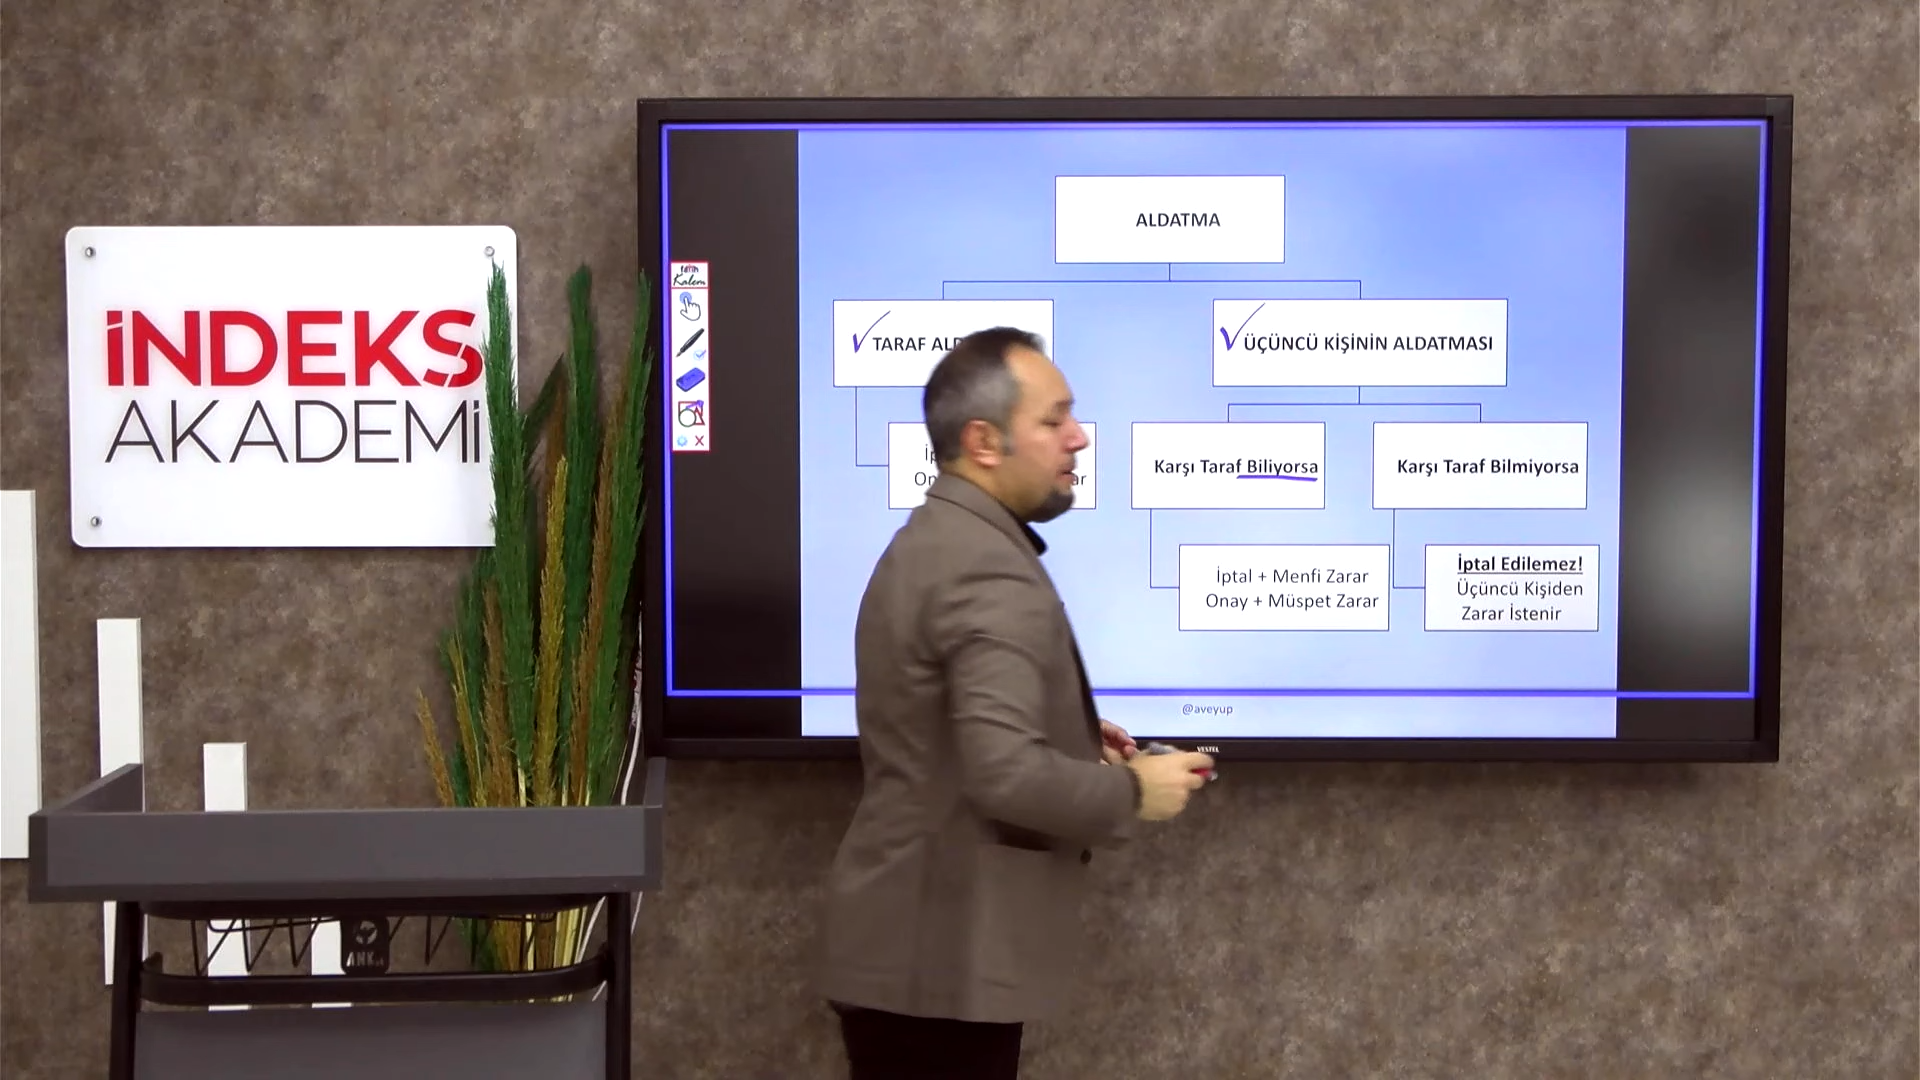 İNDEKS
AKADEMİ
Kalem
ALDATMA
TARAF
ÜÇÜNCÜ KİŞİNİN ALDATMASI
Karşı Taraf Biliyorsa
Karşı Taraf Bilmiyorsa
İptal + Menfi Zarar
Onay + Müspet Zarar
İptal Edilemez!
Üçüncü Kişiden
Zarar İstenir
@aveyup
VESTEL